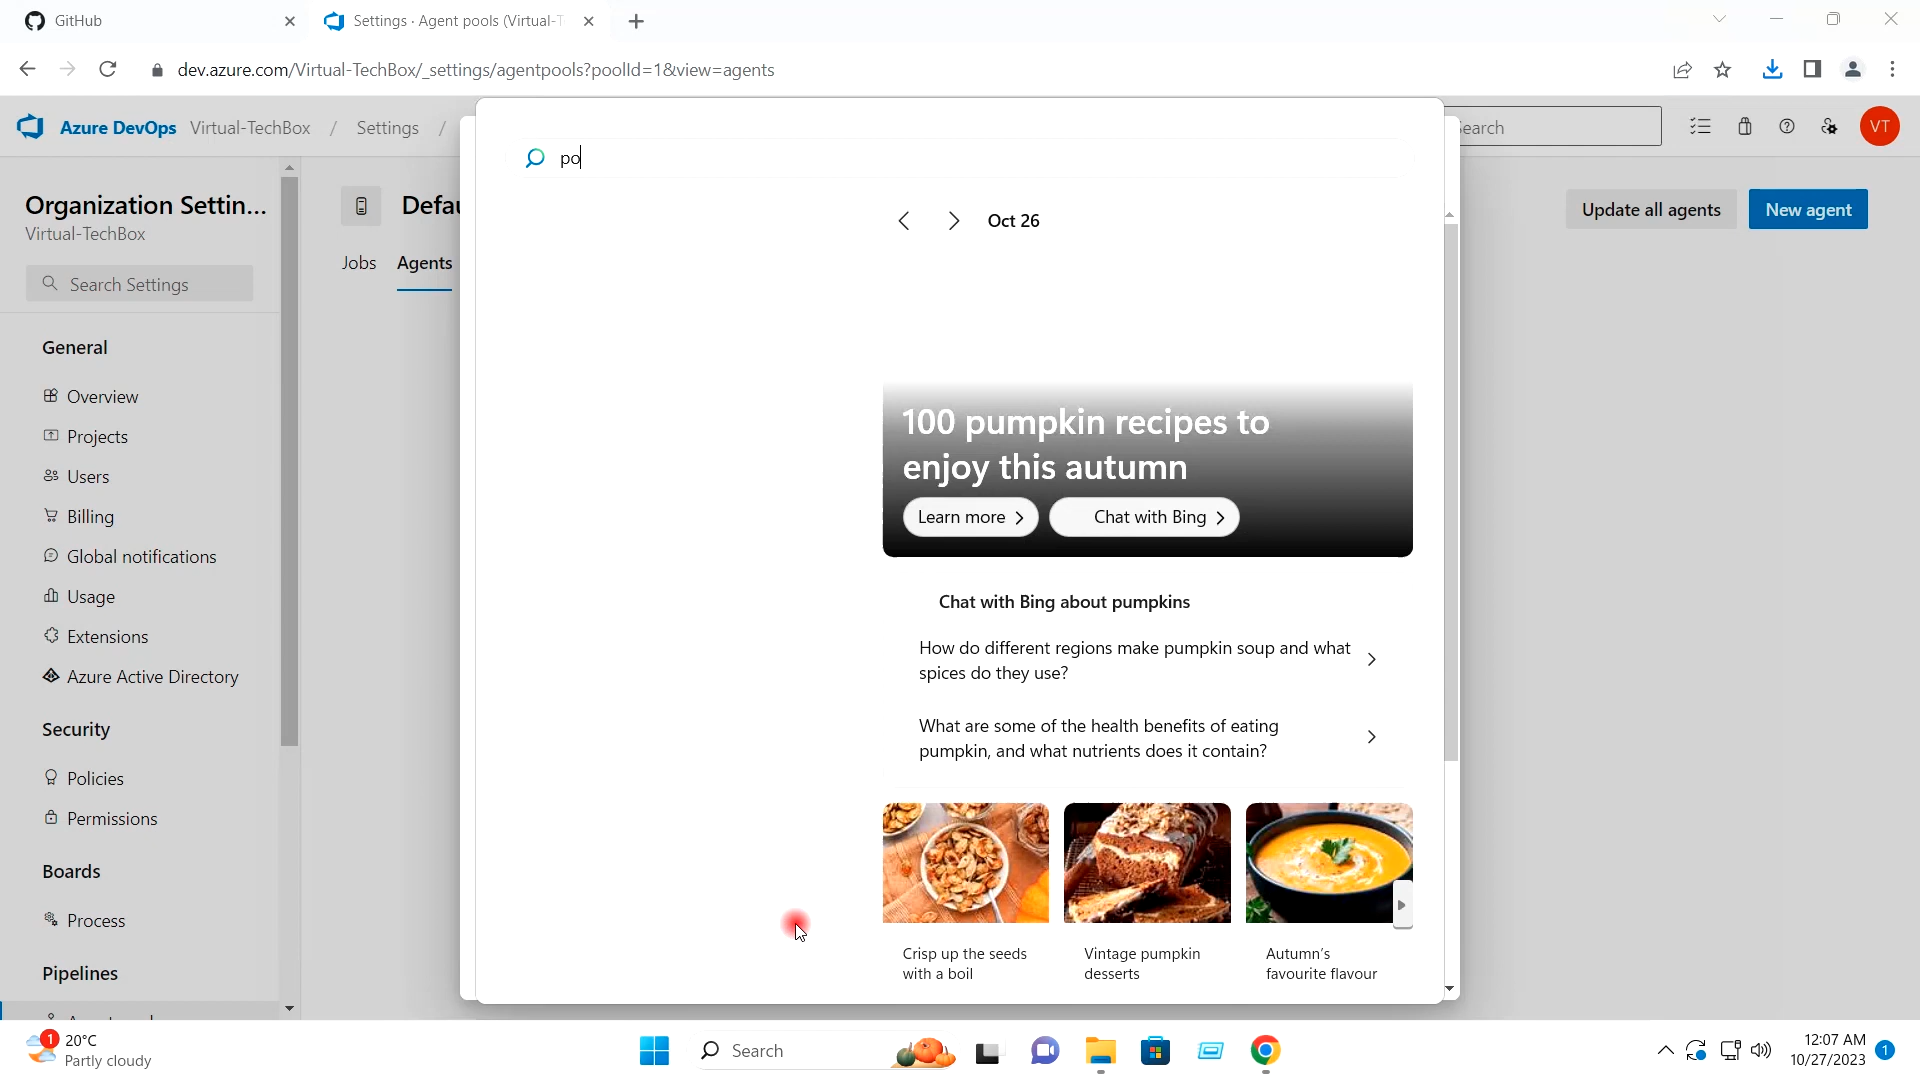 GitHub
Settings · Agent pools (Virtual-T
dev.azure.com/Virtual-TechBox/_settings/agentpools?poolId=1&view=agents
Azure DevOps Virtual-TechBox / Settings /
earch
VT
po
Organization Settin...
Virtual-TechBox
Search Settings
Defau
Jobs Agents
Update all agents
New agent
Oct 26
General
Overview
Projects
Users
Billing
Global notifications
Usage
Extensions
Azure Active Directory
Security
Policies
Permissions
Boards
Process
Pipelines
100 pumpkin recipes to
enjoy this autumn
Learn more
Chat with Bing
Chat with Bing about pumpkins
How do different regions make pumpkin soup and what
spices do they use?
What are some of the health benefits of eating
pumpkin, and what nutrients does it contain?
Crisp up the seeds
with a boil
Vintage pumpkin
desserts
Autumn's
favourite flavour
1
20°C
Partly cloudy
Search
12:07 AM
10/27/2023
1